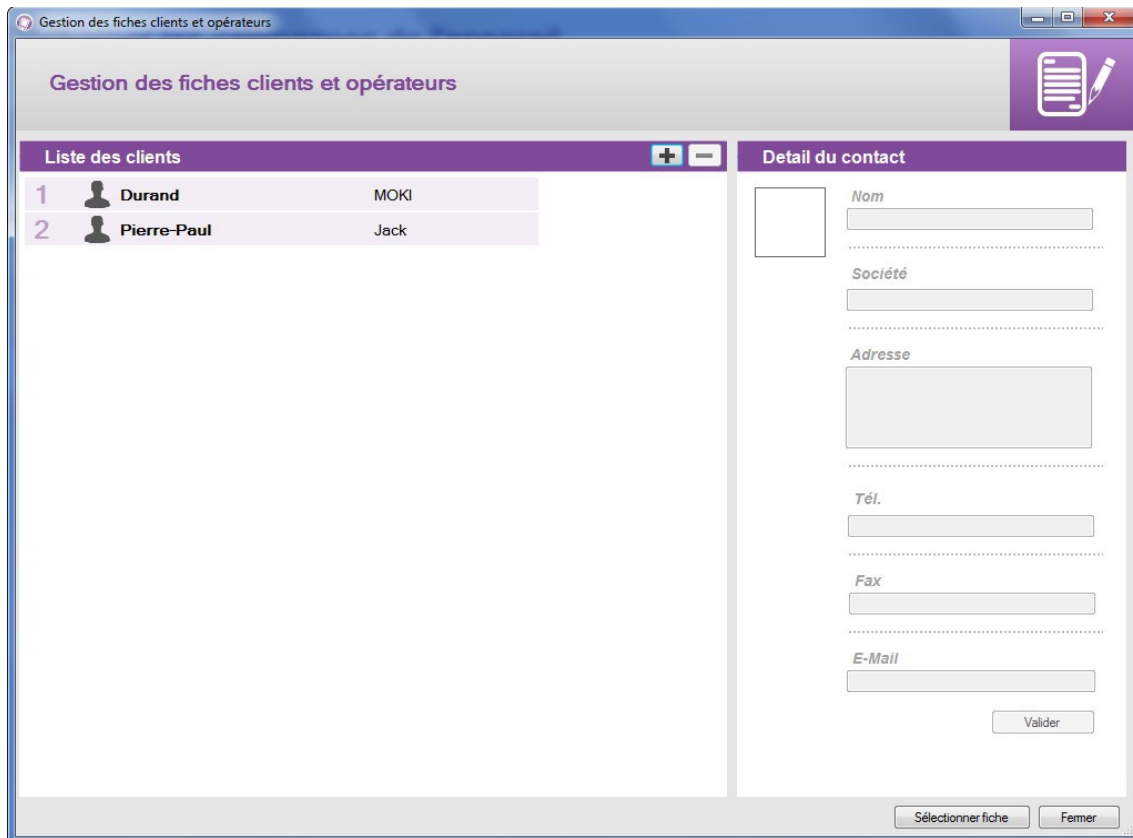 Gestion des fiches clients et opérateurs
Gestion des fiches clients et opérateurs
Liste des clients
1 Durand MOKI
2 Pierre-Paul Jack
Detail du contact
Nom
Société
Adresse
Tél.
Fax
E-Mail
Valider
Sélectionner fiche Fermer